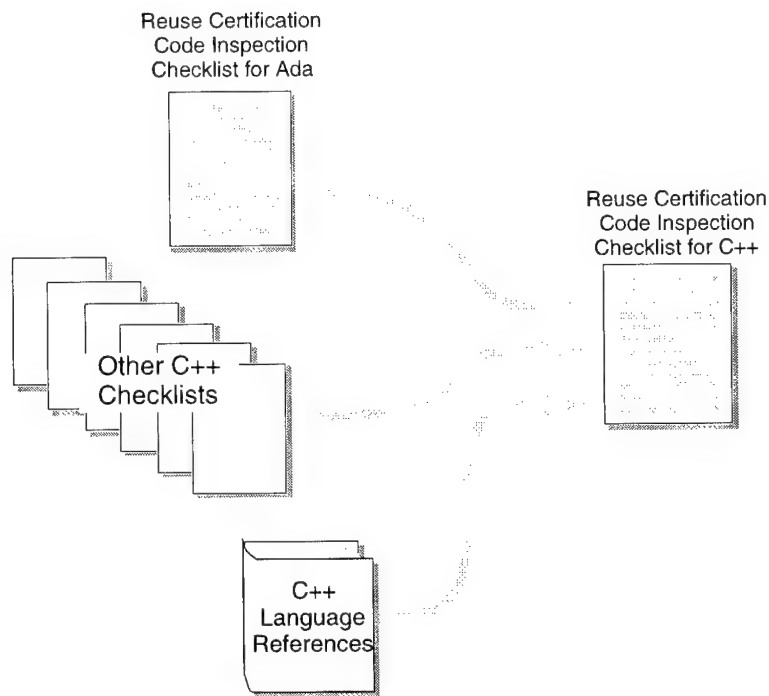 Reuse Certification
Code Inspection
Checklist for Ada
Reuse Certification
Code Inspection
Checklist for C++
Other C++
Checklists
C++
Language
References